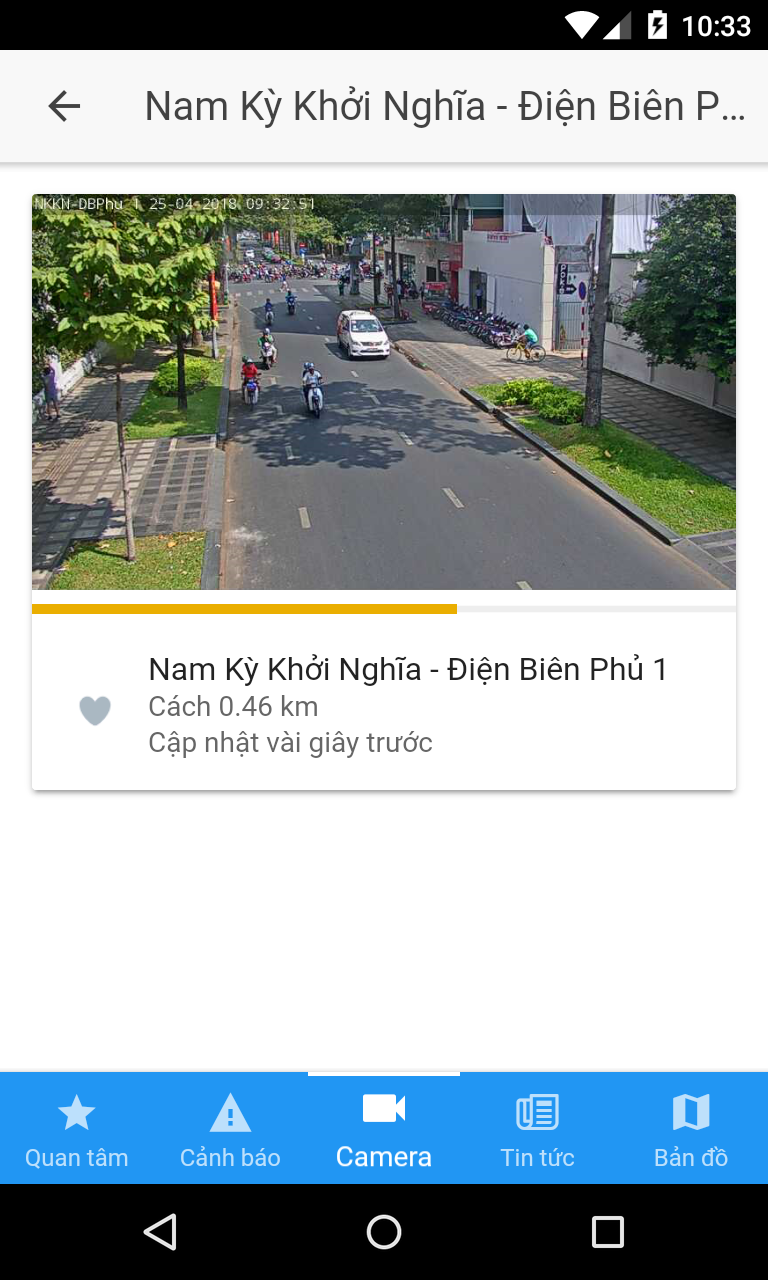 10:33
Nam Kỳ Khởi Nghĩa - Điện Biên P...
NKKN-DBPhu 1 25-04-2018 09:32:51
Nam Kỳ Khởi Nghĩa - Điện Biên Phủ 1
Cách 0.46 km
Cập nhật vài giây trước
Quan tâm
Cảnh báo
Camera
Tin tức
Bản đồ